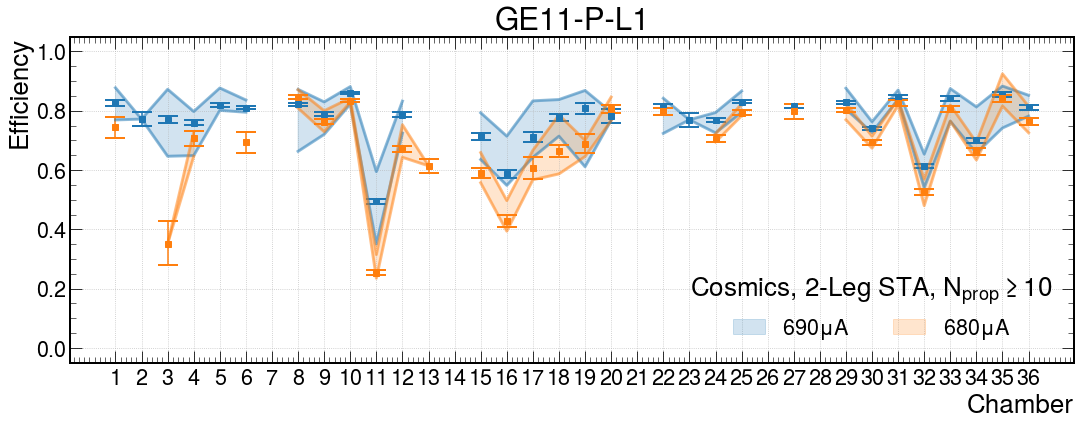 GE11-P-L1
Efficiency
1.0
0.8
0.6
0.4
0.2
0.0
Cosmics, 2-Leg STA, Nprop ≥ 10
690μA 680μA
1 2 3 4 5 6 7 8 9 10 11 12 13 14 15 16 17 18 19 20 21 22 23 24 25 26 27 28 29 30 31 32 33 34 35 36
Chamber